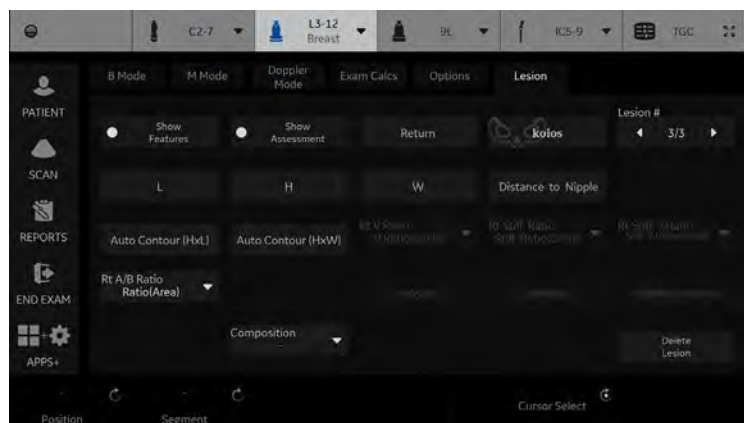 C2-7
L3-12
Breast
9L
IC5-9
TGC
PATIENT
SCAN
REPORTS
END EXAM
APPS+
B Mode
M Mode
Doppler
Mode
Exam Calcs
Options
Lesion
Show
Features
Show
Assessment
Return
koios
Lesion #
3/3
L
H
W
Distance to Nipple
Auto Contour (HxL)
Auto Contour (HxW)
Rt A/B Ratio
Ratio(Area)
Composition
-
Delete
Lesion
-
Position
-
Segment
Cursor Select